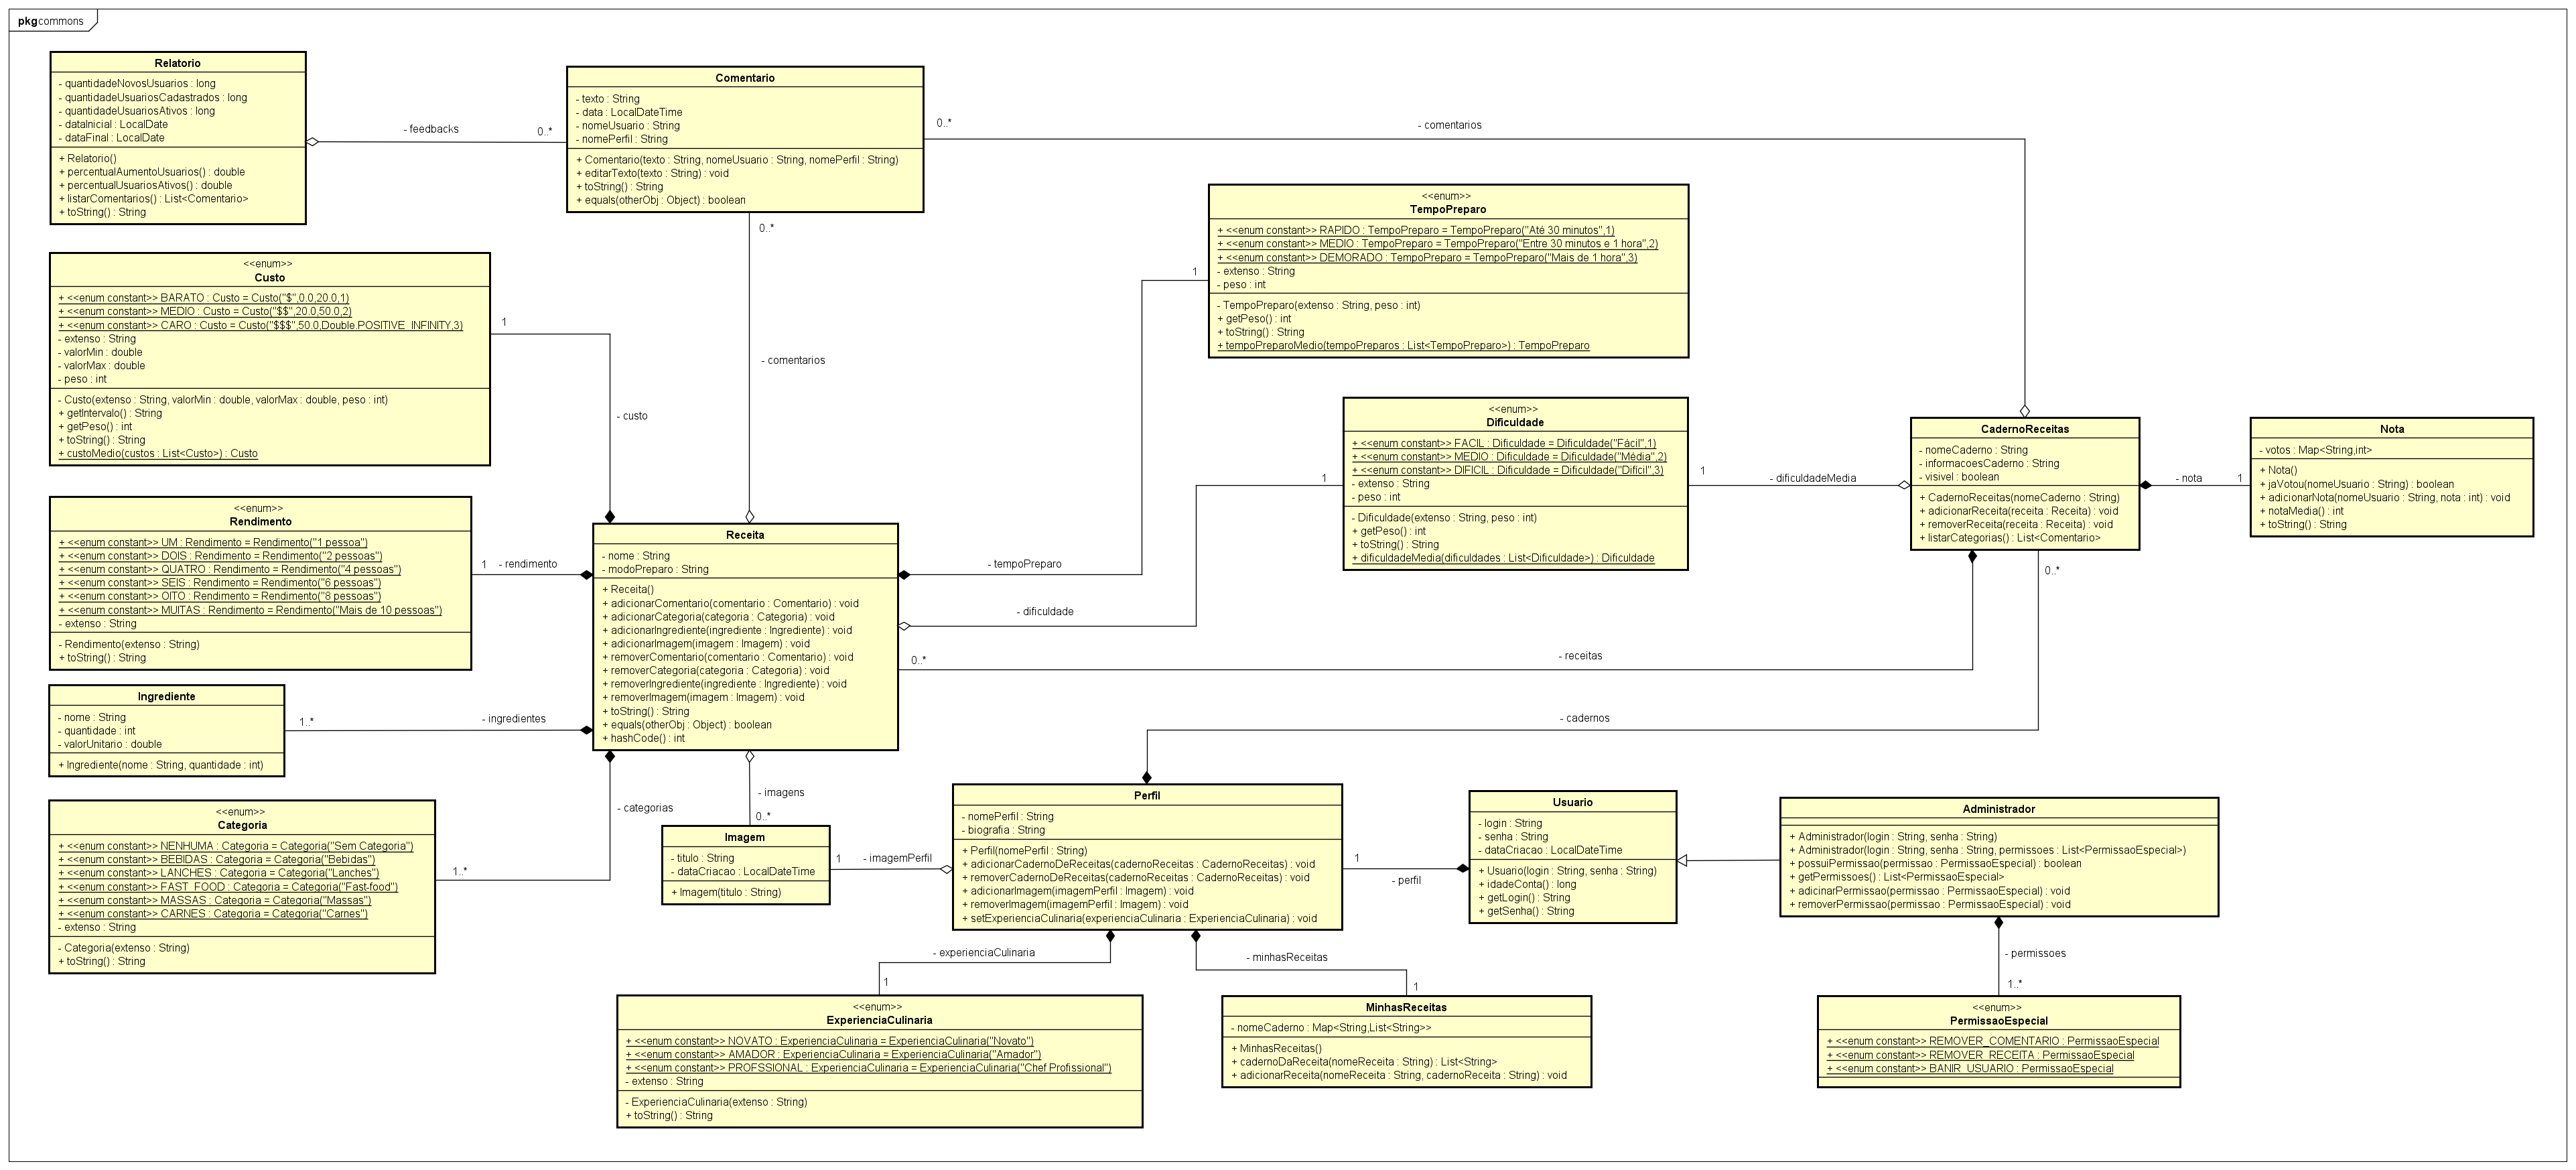 pkg commons
Relatorio
- quantidadeNovosUsuarios : long
- quantidadeUsuariosCadastrados : long
- quantidadeUsuariosAtivos : long
- dataInicial : LocalDate
- dataFinal : LocalDate
+ Relatorio()
+ percentualAumentoUsuarios() : double
+ percentualUsuariosAtivos() : double
+ listarComentarios() : List<Comentario>
+ toString() : String
- feedbacks
0..*
Comentario
- texto : String
- data : LocalDateTime
- nomeUsuario : String
- nomePerfil : String
+ Comentario(texto : String, nomeUsuario : String, nomePerfil : String)
+ editarTexto(texto : String) : void
+ toString() : String
+ equals(otherObj : Object) : boolean
0..*
- comentarios
0..*
- comentarios
<<enum>>
TempoPreparo
+ <<enum constant>> RAPIDO : TempoPreparo = TempoPreparo("Até 30 minutos",1)
+ <<enum constant>> MEDIO : TempoPreparo = TempoPreparo("Entre 30 minutos e 1 hora",2)
+ <<enum constant>> DEMORADO : TempoPreparo = TempoPreparo("Mais de 1 hora",3)
- extenso : String
- peso : int
- TempoPreparo(extenso : String, peso : int)
+ getPeso() : int
+ toString() : String
+ tempoPreparoMedio(tempoPreparos : List<TempoPreparo>) : TempoPreparo
1
- tempoPreparo
<<enum>>
Custo
+ <<enum constant>> BARATO : Custo = Custo("$",0.0,20.0,1)
+ <<enum constant>> MEDIO : Custo = Custo("$$",20.0,50.0,2)
+ <<enum constant>> CARO : Custo = Custo("$$$",50.0,Double.POSITIVE_INFINITY,3)
- extenso : String
- valorMin : double
- valorMax : double
- peso : int
- Custo(extenso : String, valorMin : double, valorMax : double, peso : int)
+ getIntervalo() : String
+ getPeso() : int
+ toString() : String
+ custoMedio(custos : List<Custo>) : Custo
1
- custo
<<enum>>
Dificuldade
+ <<enum constant>> FACIL : Dificuldade = Dificuldade("Fácil",1)
+ <<enum constant>> MEDIO : Dificuldade = Dificuldade("Média",2)
+ <<enum constant>> DIFICIL : Dificuldade = Dificuldade("Difícil",3)
- extenso : String
- peso : int
- Dificuldade(extenso : String, peso : int)
+ getPeso() : int
+ toString() : String
+ dificuldadeMedia(dificuldades : List<Dificuldade>) : Dificuldade
1
- dificuldade
1
- dificuldadeMedia
CadernoReceitas
- nomeCaderno : String
- informacoesCaderno : String
- visivel : boolean
+ CadernoReceitas(nomeCaderno : String)
+ adicionarReceita(receita : Receita) : void
+ removerReceita(receita : Receita) : void
+ listarCategorias() : List<Comentario>
- nota
1
Nota
- votos : Map<String,int>
+ Nota()
+ jaVotou(nomeUsuario : String) : boolean
+ adicionarNota(nomeUsuario : String, nota : int) : void
+ notaMedia() : int
+ toString() : String
<<enum>>
Rendimento
+ <<enum constant>> UM : Rendimento = Rendimento("1 pessoa")
+ <<enum constant>> DOIS : Rendimento = Rendimento("2 pessoas")
+ <<enum constant>> QUATRO : Rendimento = Rendimento("4 pessoas")
+ <<enum constant>> SEIS : Rendimento = Rendimento("6 pessoas")
+ <<enum constant>> OITO : Rendimento = Rendimento("8 pessoas")
+ <<enum constant>> MUITAS : Rendimento = Rendimento("Mais de 10 pessoas")
- extenso : String
- Rendimento(extenso : String)
+ toString() : String
1
- rendimento
Receita
- nome : String
- modoPreparo : String
+ Receita()
+ adicionarComentario(comentario : Comentario) : void
+ adicionarCategoria(categoria : Categoria) : void
+ adicionarIngrediente(ingrediente : Ingrediente) : void
+ adicionarImagem(imagem : Imagem) : void
+ removerComentario(comentario : Comentario) : void
+ removerCategoria(categoria : Categoria) : void
+ removerIngrediente(ingrediente : Ingrediente) : void
+ removerImagem(imagem : Imagem) : void
+ toString() : String
+ equals(otherObj : Object) : boolean
+ hashCode() : int
0..*
- receitas
0..*
- cadernos
Ingrediente
- nome : String
- quantidade : int
- valorUnitario : double
+ Ingrediente(nome : String, quantidade : int)
1..*
- ingredientes
<<enum>>
Categoria
+ <<enum constant>> NENHUMA : Categoria = Categoria("Sem Categoria")
+ <<enum constant>> BEBIDAS : Categoria = Categoria("Bebidas")
+ <<enum constant>> LANCHES : Categoria = Categoria("Lanches")
+ <<enum constant>> FAST_FOOD : Categoria = Categoria("Fast-food")
+ <<enum constant>> MASSAS : Categoria = Categoria("Massas")
+ <<enum constant>> CARNES : Categoria = Categoria("Carnes")
- extenso : String
- Categoria(extenso : String)
+ toString() : String
1..*
- categorias
- imagens
0..*
Imagem
- titulo : String
- dataCriacao : LocalDateTime
+ Imagem(titulo : String)
1
- imagemPerfil
Perfil
- nomePerfil : String
- biografia : String
+ Perfil(nomePerfil : String)
+ adicionarCadernoDeReceitas(cadernoReceitas : CadernoReceitas) : void
+ removerCadernoDeReceitas(cadernoReceitas : CadernoReceitas) : void
+ adicionarImagem(imagemPerfil : Imagem) : void
+ removerImagem(imagemPerfil : Imagem) : void
+ setExperienciaCulinaria(experienciaCulinaria : ExperienciaCulinaria) : void
1
- perfil
Usuario
- login : String
- senha : String
- dataCriacao : LocalDateTime
+ Usuario(login : String, senha : String)
+ idadeConta() : long
+ getLogin() : String
+ getSenha() : String
Administrador
+ Administrador(login : String, senha : String)
+ Administrador(login : String, senha : String, permissoes : List<PermissaoEspecial>)
+ possuiPermissao(permissao : PermissaoEspecial) : boolean
+ getPermissoes() : List<PermissaoEspecial>
+ adicinarPermissao(permissao : PermissaoEspecial) : void
+ removerPermissao(permissao : PermissaoEspecial) : void
- experienciaCulinaria
1
- minhasReceitas
1
- permissoes
1..*
<<enum>>
ExperienciaCulinaria
+ <<enum constant>> NOVATO : ExperienciaCulinaria = ExperienciaCulinaria("Novato")
+ <<enum constant>> AMADOR : ExperienciaCulinaria = ExperienciaCulinaria("Amador")
+ <<enum constant>> PROFSSIONAL : ExperienciaCulinaria = ExperienciaCulinaria("Chef Profissional")
- extenso : String
- ExperienciaCulinaria(extenso : String)
+ toString() : String
MinhasReceitas
- nomeCaderno : Map<String,List<String>>
+ MinhasReceitas()
+ cadernoDaReceita(nomeReceita : String) : List<String>
+ adicionarReceita(nomeReceita : String, cadernoReceita : String) : void
<<enum>>
PermissaoEspecial
+ <<enum constant>> REMOVER_COMENTARIO : PermissaoEspecial
+ <<enum constant>> REMOVER_RECEITA : PermissaoEspecial
+ <<enum constant>> BANIR_USUARIO : PermissaoEspecial